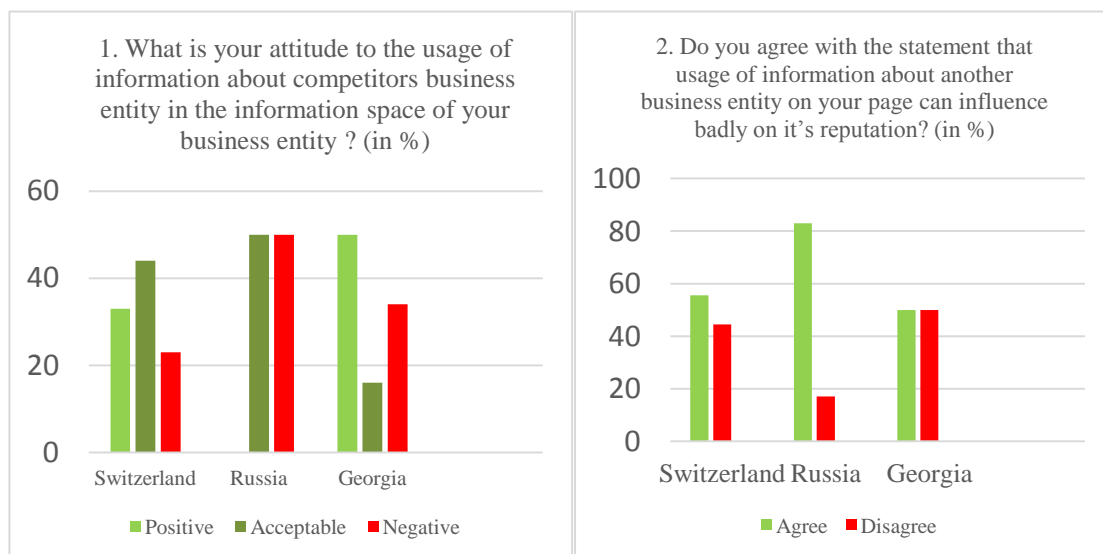 1. What is your attitude to the usage of
information about competitors business
entity in the information space of your
business entity ? (in %)
60
40
20
0
Switzerland Russia Georgia
Positive Acceptable Negative
2. Do you agree with the statement that
usage of information about another
business entity on your page can influence
badly on it’s reputation? (in %)
100
80
60
40
20
0
Switzerland Russia Georgia
Agree Disagree